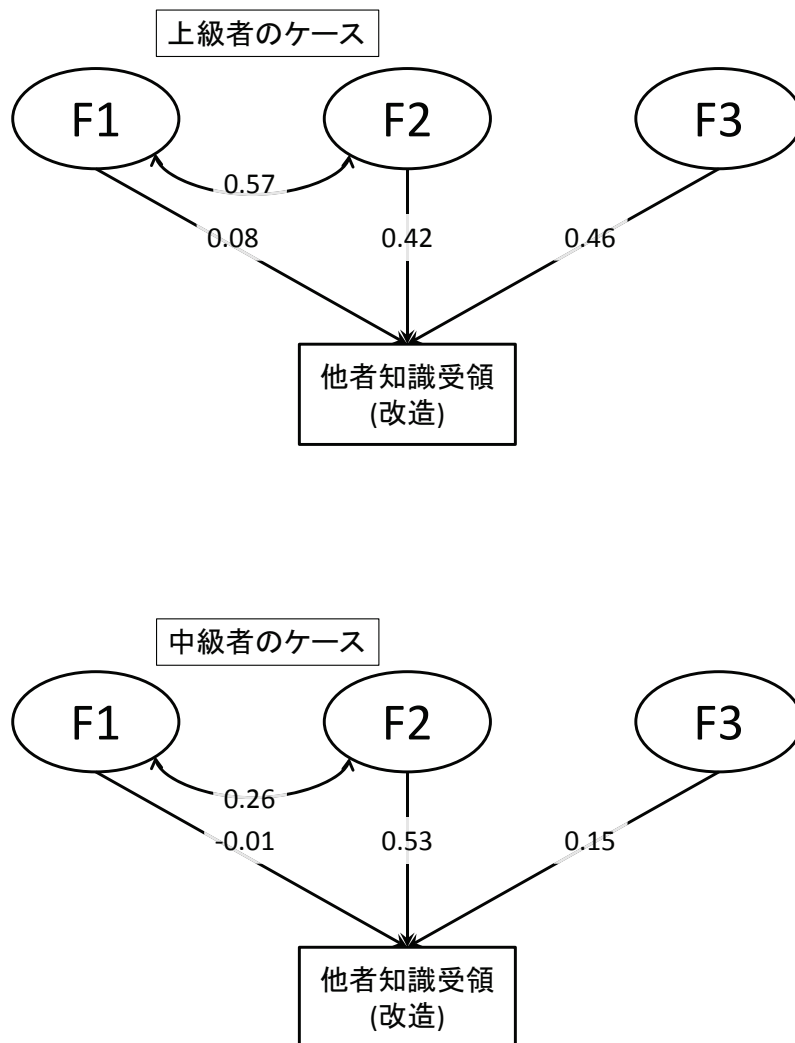 上級者のケース
F1
F2
F3
0.57
0.08
0.42
0.46
他者知識受領
(改造)
中級者のケース
F1
F2
F3
0.26
-0.01
0.53
0.15
他者知識受領
(改造)